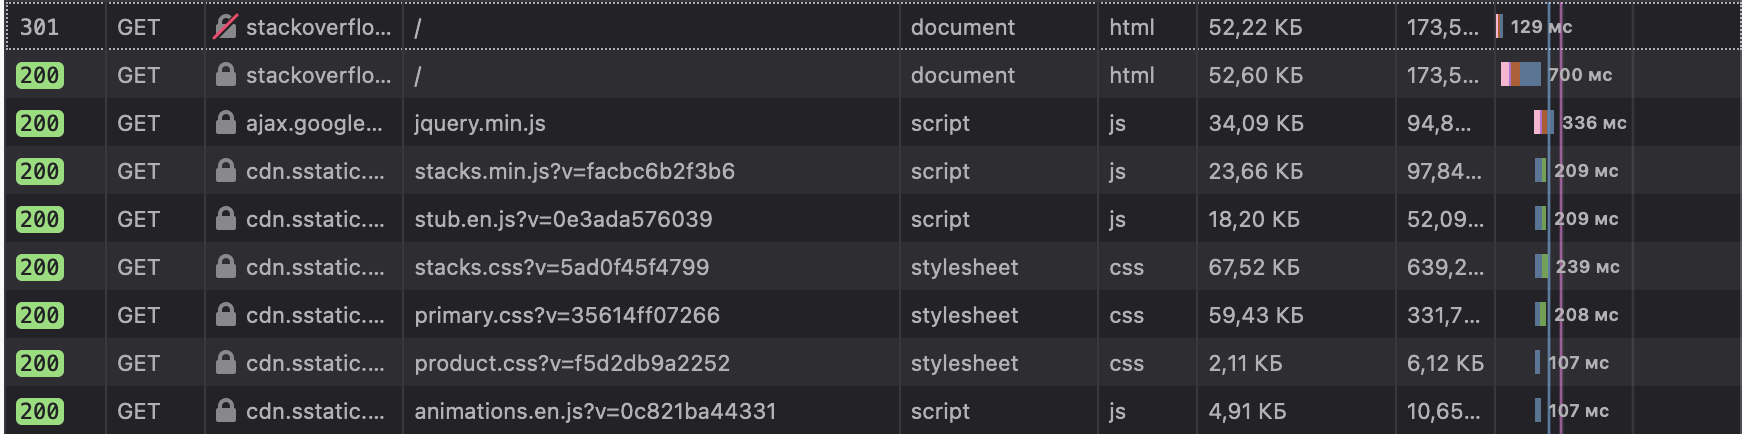 301 GET stackoverflo... / document html 52,22 КБ 173,5... 129 мс
200 GET stackoverflo... / document html 52,60 КБ 173,5... 700 мс
200 GET ajax.google... jquery.min.js script js 34,09 КБ 94,8... 336 мс
200 GET cdn.sstatic.... stacks.min.js?v=facbc6b2f3b6 script js 23,66 КБ 97,84... 209 мс
200 GET cdn.sstatic.... stub.en.js?v=0e3ada576039 script js 18,20 КБ 52,09... 209 мс
200 GET cdn.sstatic.... stacks.css?v=5ad0f45f4799 stylesheet css 67,52 КБ 639,2... 239 мс
200 GET cdn.sstatic.... primary.css?v=35614ff07266 stylesheet css 59,43 КБ 331,7... 208 мс
200 GET cdn.sstatic.... product.css?v=f5d2db9a2252 stylesheet css 2,11 КБ 6,12 КБ 107 мс
200 GET cdn.sstatic.... animations.en.js?v=0c821ba44331 script js 4,91 КБ 10,65... 107 мс